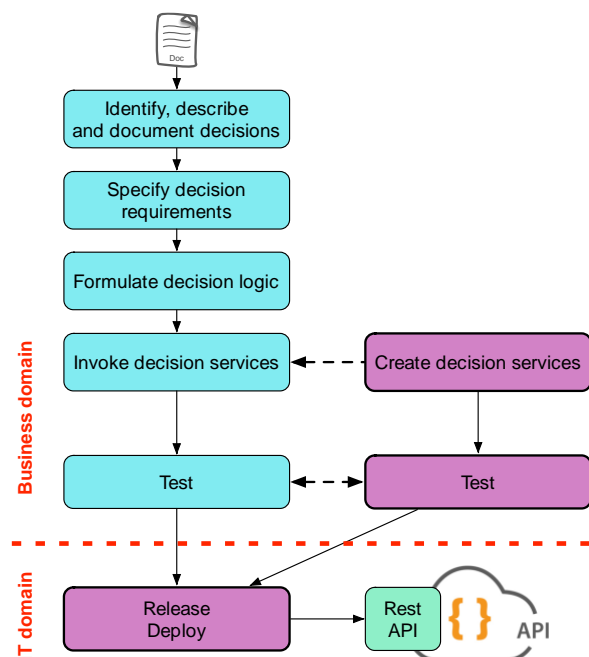 Doc
Identify, describe
and document decisions
Specify decision
requirements
Formulate decision logic
Invoke decision services
Create decision services
Business domain
Test
Test
T domain
Release
Deploy
Rest
API
{ }
API